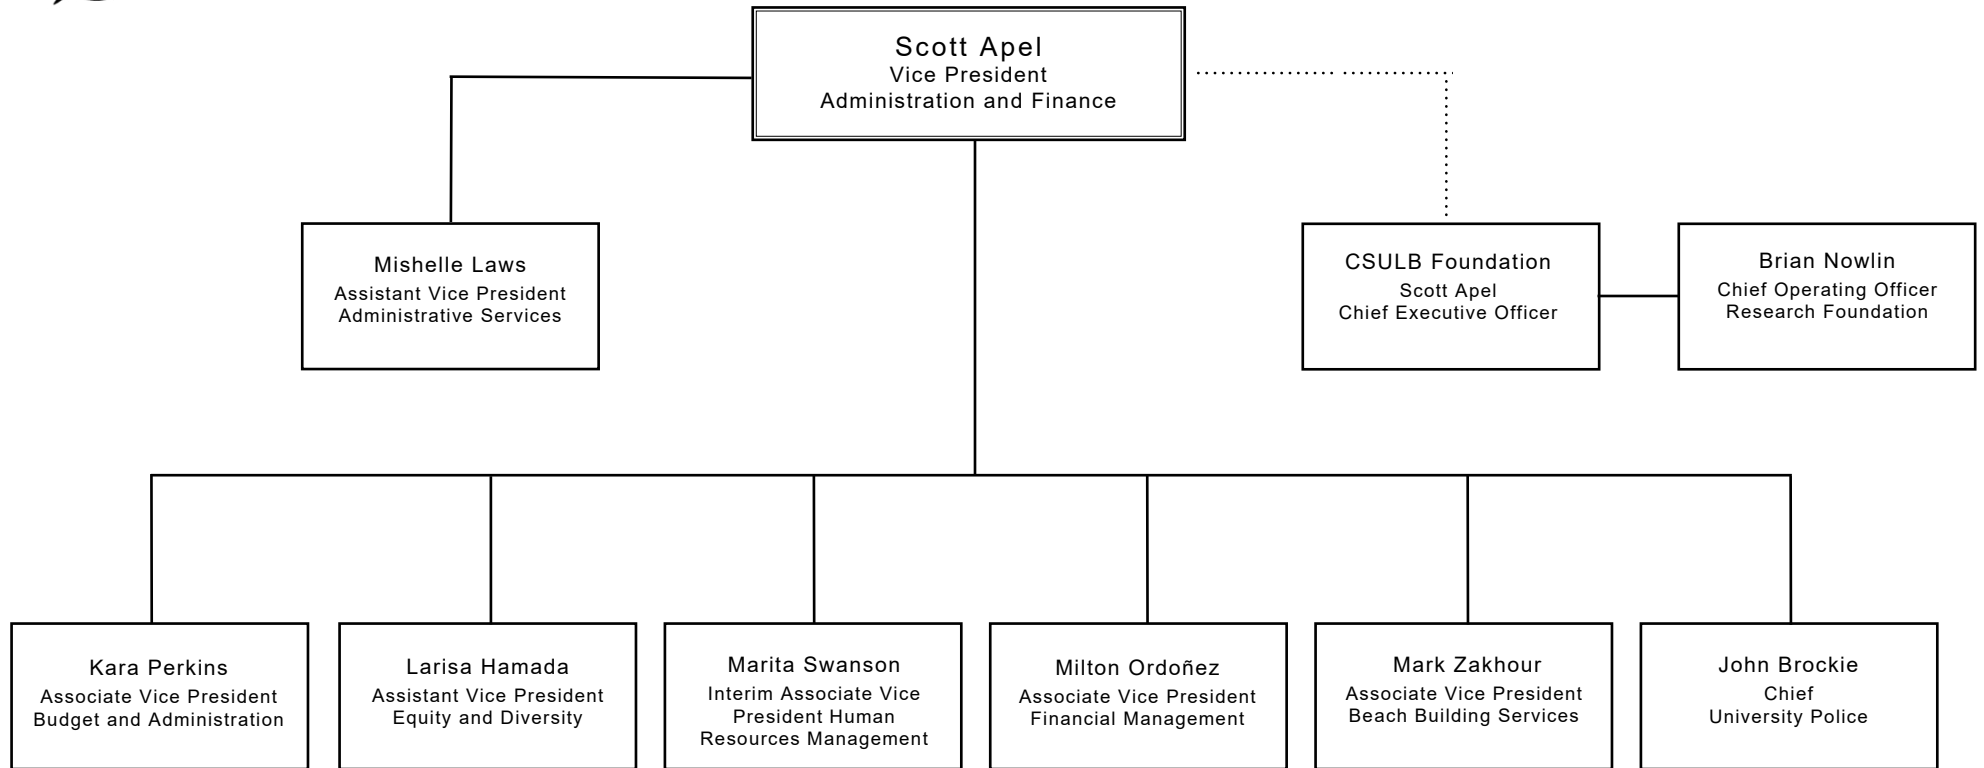 Scott Apel
Vice President
Administration and Finance
Mishelle Laws
Assistant Vice President
Administrative Services
CSULB Foundation
Scott Apel
Chief Executive Officer
Brian Nowlin
Chief Operating Officer
Research Foundation
Kara Perkins
Associate Vice President
Budget and Administration
Larisa Hamada
Assistant Vice President
Equity and Diversity
Marita Swanson
Interim Associate Vice
President Human
Resources Management
Milton Ordoñez
Associate Vice President
Financial Management
Mark Zakhour
Associate Vice President
Beach Building Services
John Brockie
Chief
University Police